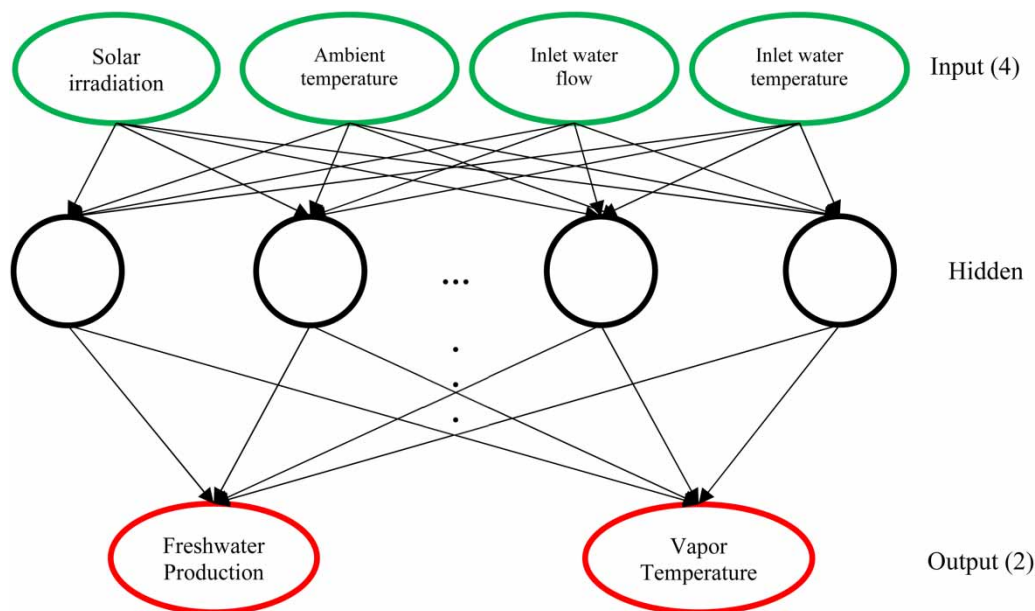 Solar
irradiation
Ambient
temperature
Inlet water
flow
Inlet water
temperature
Input (4)
...
Hidden
.
.
.
Freshwater
Production
Vapor
Temperature
Output (2)